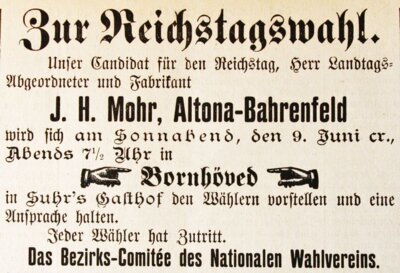 Zur Reichstagswahl.
Unser Candidat für den Reichstag, Herr Landtags-
Abgeordneter und Fabrikant
J. H. Mohr, Altona-Bahrenfeld
wird sich am Sonnabend, den 9. Juni cr.,
Abends 7½ Uhr in
Bornhöved
in Suhr's Gasthof den Wählern vorstellen und eine
Ansprache halten.
Jeder Wähler hat Zutritt.
Das Bezirks-Comitée des Nationalen Wahlvereins.